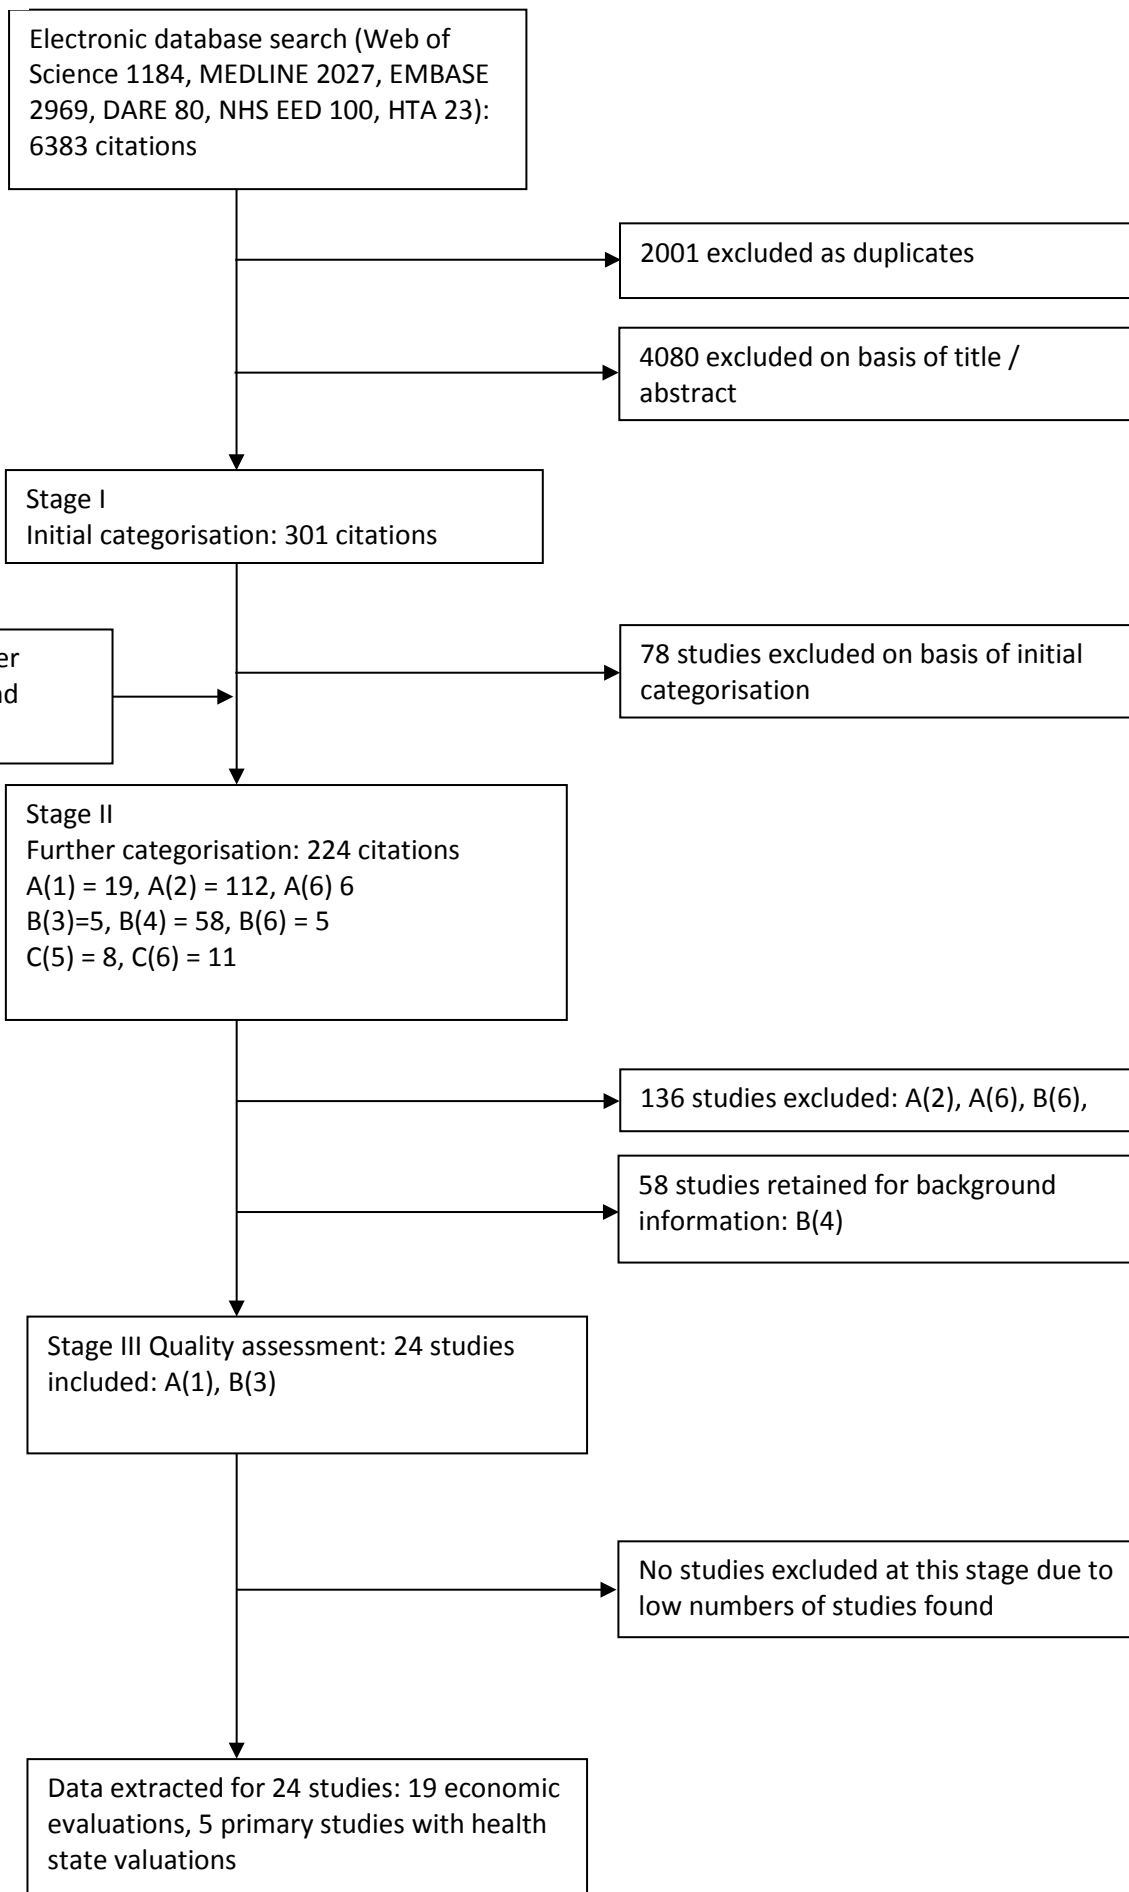 Electronic database search (Web of
Science 1184, MEDLINE 2027, EMBASE
2969, DARE 80, NHS EED 100, HTA 23):
6383 citations
2001 excluded as duplicates
4080 excluded on basis of title /
abstract
Stage I
Initial categorisation: 301 citations
78 studies excluded on basis of initial
categorisation
Stage II
Further categorisation: 224 citations
A(1) = 19, A(2) = 112, A(6) 6
B(3)=5, B(4) = 58, B(6) = 5
C(5) = 8, C(6) = 11
136 studies excluded: A(2), A(6), B(6),
58 studies retained for background
information: B(4)
Stage III Quality assessment: 24 studies
included: A(1), B(3)
No studies excluded at this stage due to
low numbers of studies found
Data extracted for 24 studies: 19 economic
evaluations, 5 primary studies with health
state valuations